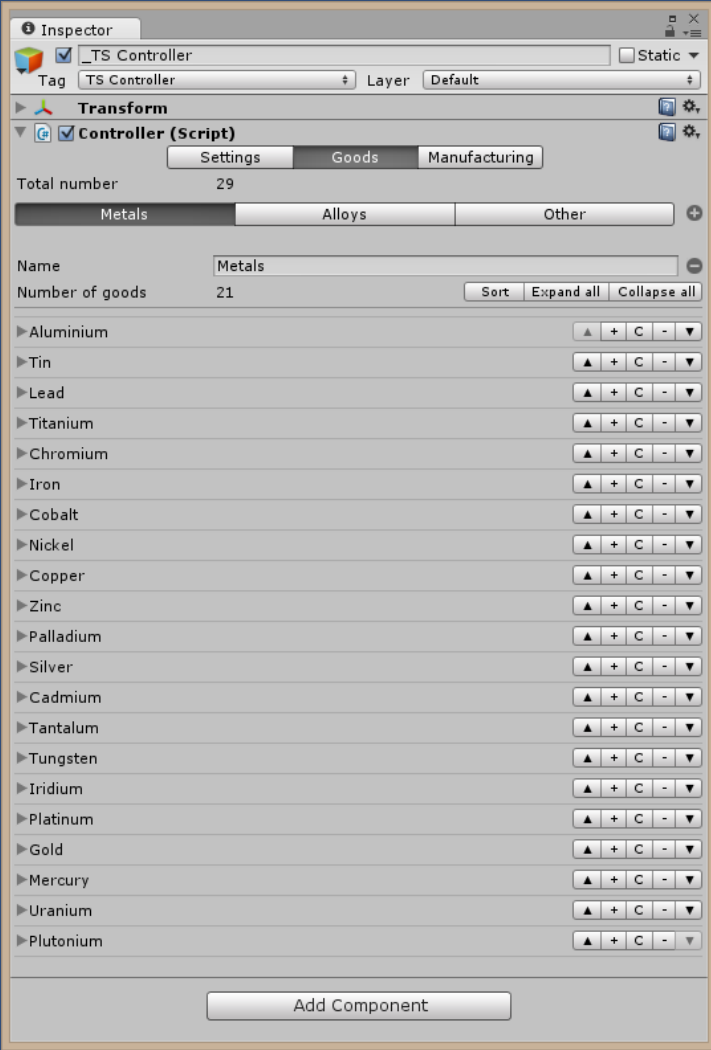 Inspector
_TS Controller Static
Tag TS Controller Layer Default
Transform
C# Controller (Script)
Settings Goods Manufacturing
Total number 29
Metals Alloys Other
Name Metals
Number of goods 21 Sort Expand all Collapse all
Aluminium + C -
Tin + C -
Lead + C -
Titanium + C -
Chromium + C -
Iron + C -
Cobalt + C -
Nickel + C -
Copper + C -
Zinc + C -
Palladium + C -
Silver + C -
Cadmium + C -
Tantalum + C -
Tungsten + C -
Iridium + C -
Platinum + C -
Gold + C -
Mercury + C -
Uranium + C -
Plutonium + C -
Add Component